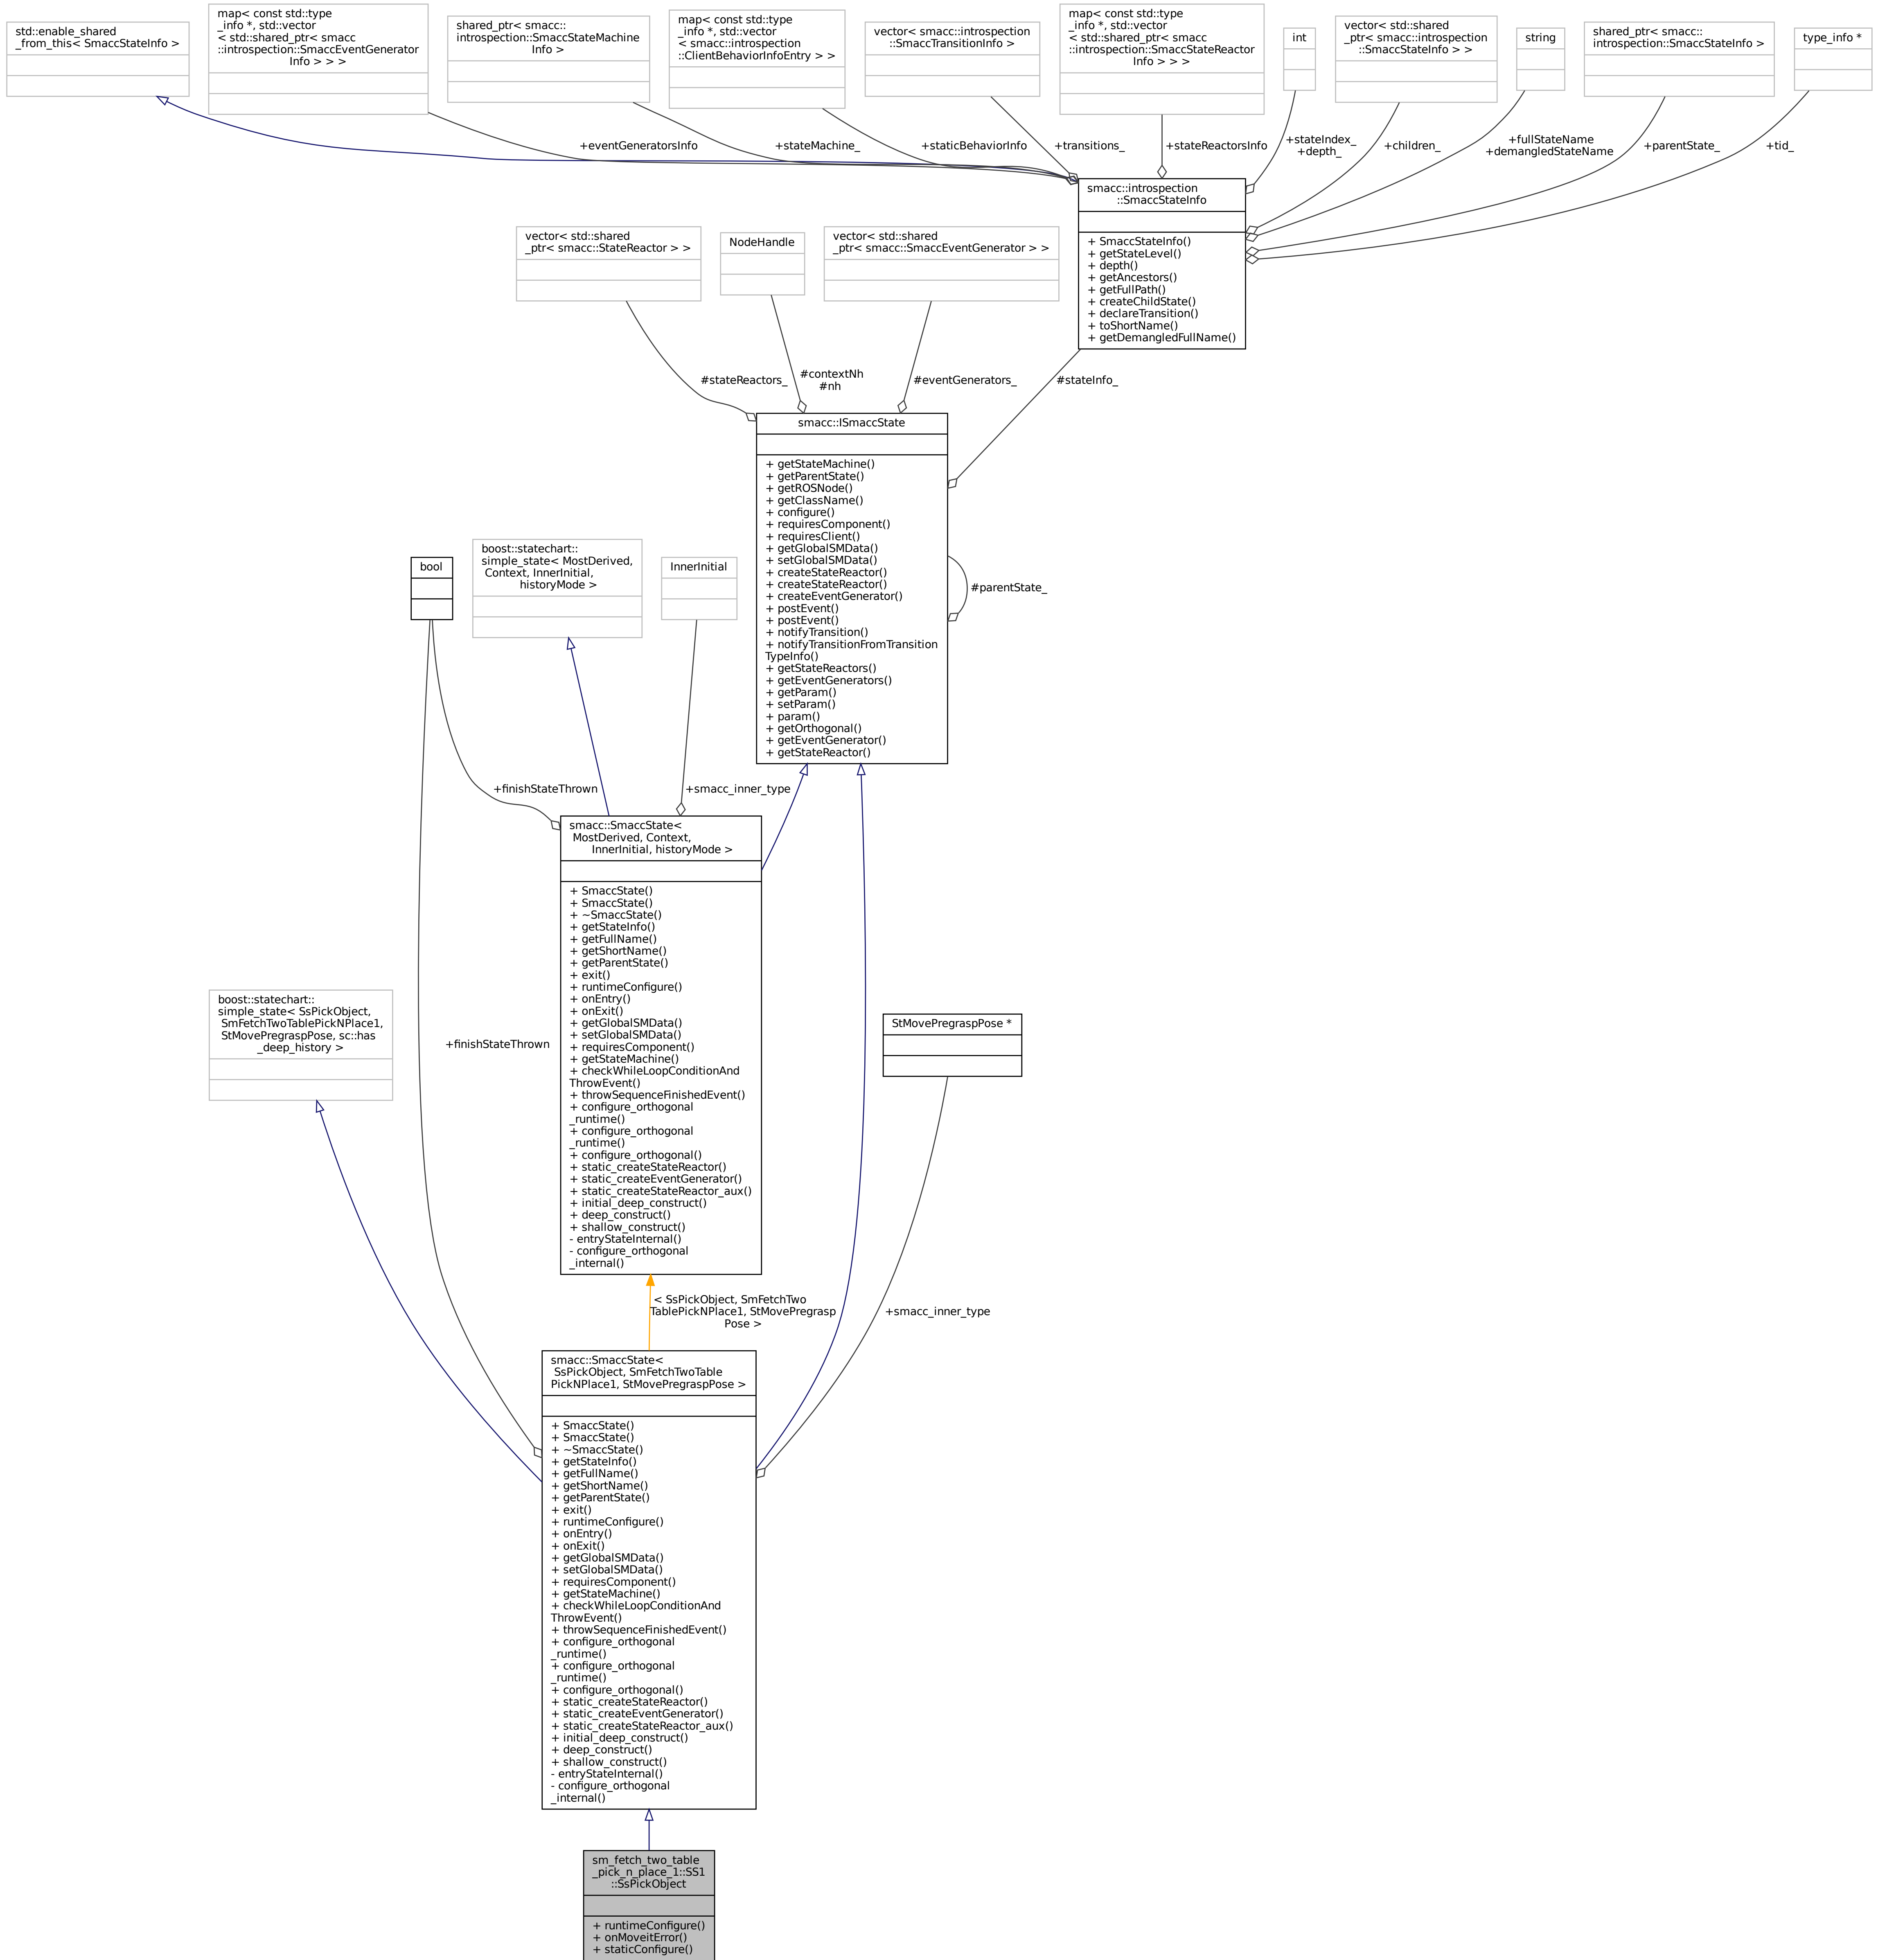 std::enable_shared
_from_this< SmaccStateInfo >
map< const std::type
_info *, std::vector
< std::shared_ptr< smacc
::introspection::SmaccEventGenerator
Info > > >
shared_ptr< smacc::
introspection::SmaccStateMachine
Info >
map< const std::type
_info *, std::vector
< smacc::introspection
::ClientBehaviorInfoEntry > >
vector< smacc::introspection
::SmaccTransitionInfo >
map< const std::type
_info *, std::vector
< std::shared_ptr< smacc
::introspection::SmaccStateReactor
Info > > >
int
vector< std::shared
_ptr< smacc::introspection
::SmaccStateInfo > >
string
shared_ptr< smacc::
introspection::SmaccStateInfo >
type_info *
+eventGeneratorsInfo
+stateMachine_
+staticBehaviorInfo
+transitions_
+stateReactorsInfo
+stateIndex_
+depth_
+children_
+fullStateName
+demangledStateName
+parentState_
+tid_
smacc::introspection
::SmaccStateInfo
+ SmaccStateInfo()
+ getStateLevel()
+ depth()
+ getAncestors()
+ getFullPath()
+ createChildState()
+ declareTransition()
+ toShortName()
+ getDemangledFullName()
vector< std::shared
_ptr< smacc::StateReactor > >
NodeHandle
vector< std::shared
_ptr< smacc::SmaccEventGenerator > >
#stateReactors_
#contextNh
#nh
#eventGenerators_
#stateInfo_
smacc::ISmaccState
+ getStateMachine()
+ getParentState()
+ getROSNode()
+ getClassName()
+ configure()
+ requiresComponent()
+ requiresClient()
+ getGlobalSMData()
+ setGlobalSMData()
+ createStateReactor()
+ createStateReactor()
+ createEventGenerator()
+ postEvent()
+ postEvent()
+ notifyTransition()
+ notifyTransitionFromTransition
TypeInfo()
+ getStateReactors()
+ getEventGenerators()
+ getParam()
+ setParam()
+ param()
+ getOrthogonal()
+ getEventGenerator()
+ getStateReactor()
#parentState_
bool
boost::statechart::
simple_state< MostDerived,
Context, InnerInitial,
historyMode >
InnerInitial
+finishStateThrown
+smacc_inner_type
smacc::SmaccState<
MostDerived, Context,
InnerInitial, historyMode >
+ SmaccState()
+ SmaccState()
+ ~SmaccState()
+ getStateInfo()
+ getFullName()
+ getShortName()
+ getParentState()
+ exit()
+ runtimeConfigure()
+ onEntry()
+ onExit()
+ getGlobalSMData()
+ setGlobalSMData()
+ requiresComponent()
+ getStateMachine()
+ checkWhileLoopConditionAnd
ThrowEvent()
+ throwSequenceFinishedEvent()
+ configure_orthogonal
_runtime()
+ configure_orthogonal
_runtime()
+ configure_orthogonal()
+ static_createStateReactor()
+ static_createEventGenerator()
+ static_createStateReactor_aux()
+ initial_deep_construct()
+ deep_construct()
+ shallow_construct()
- entryStateInternal()
- configure_orthogonal
_internal()
boost::statechart::
simple_state< SsPickObject,
SmFetchTwoTablePickNPlace1,
StMovePregraspPose, sc::has
_deep_history >
+finishStateThrown
StMovePregraspPose *
< SsPickObject, SmFetchTwo
TablePickNPlace1, StMovePregrasp
Pose >
+smacc_inner_type
smacc::SmaccState<
SsPickObject, SmFetchTwoTable
PickNPlace1, StMovePregraspPose >
+ SmaccState()
+ SmaccState()
+ ~SmaccState()
+ getStateInfo()
+ getFullName()
+ getShortName()
+ getParentState()
+ exit()
+ runtimeConfigure()
+ onEntry()
+ onExit()
+ getGlobalSMData()
+ setGlobalSMData()
+ requiresComponent()
+ getStateMachine()
+ checkWhileLoopConditionAnd
ThrowEvent()
+ throwSequenceFinishedEvent()
+ configure_orthogonal
_runtime()
+ configure_orthogonal
_runtime()
+ configure_orthogonal()
+ static_createStateReactor()
+ static_createEventGenerator()
+ static_createStateReactor_aux()
+ initial_deep_construct()
+ deep_construct()
+ shallow_construct()
- entryStateInternal()
- configure_orthogonal
_internal()
sm_fetch_two_table
_pick_n_place_1::SS1
::SsPickObject
+ runtimeConfigure()
+ onMoveitError()
+ staticConfigure()